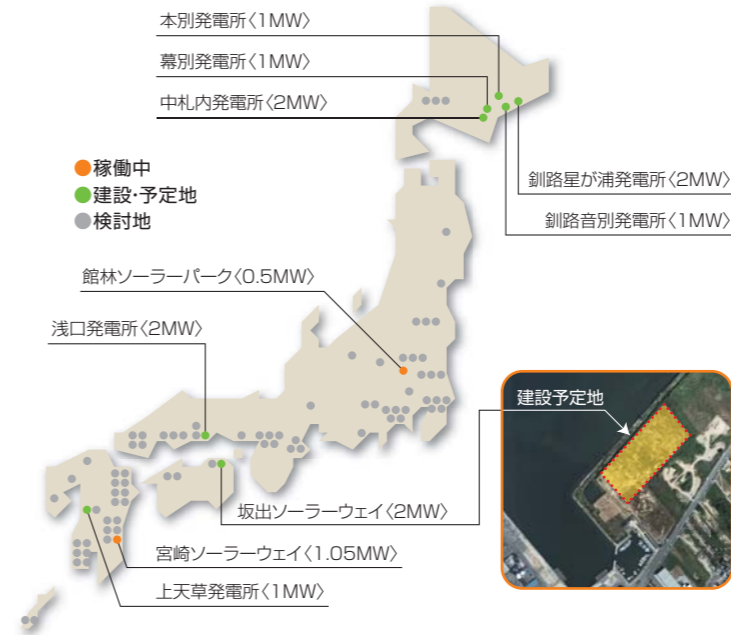 本別発電所〈1MW〉
幕別発電所〈1MW〉
中札内発電所〈2MW〉
●稼働中
●建設・予定地
●検討地
釧路星が浦発電所〈2MW〉
釧路音別発電所〈1MW〉
館林ソーラーパーク〈0.5MW〉
浅口発電所〈2MW〉
建設予定地
坂出ソーラーウェイ〈2MW〉
宮崎ソーラーウェイ〈1.05MW〉
上天草発電所〈1MW〉